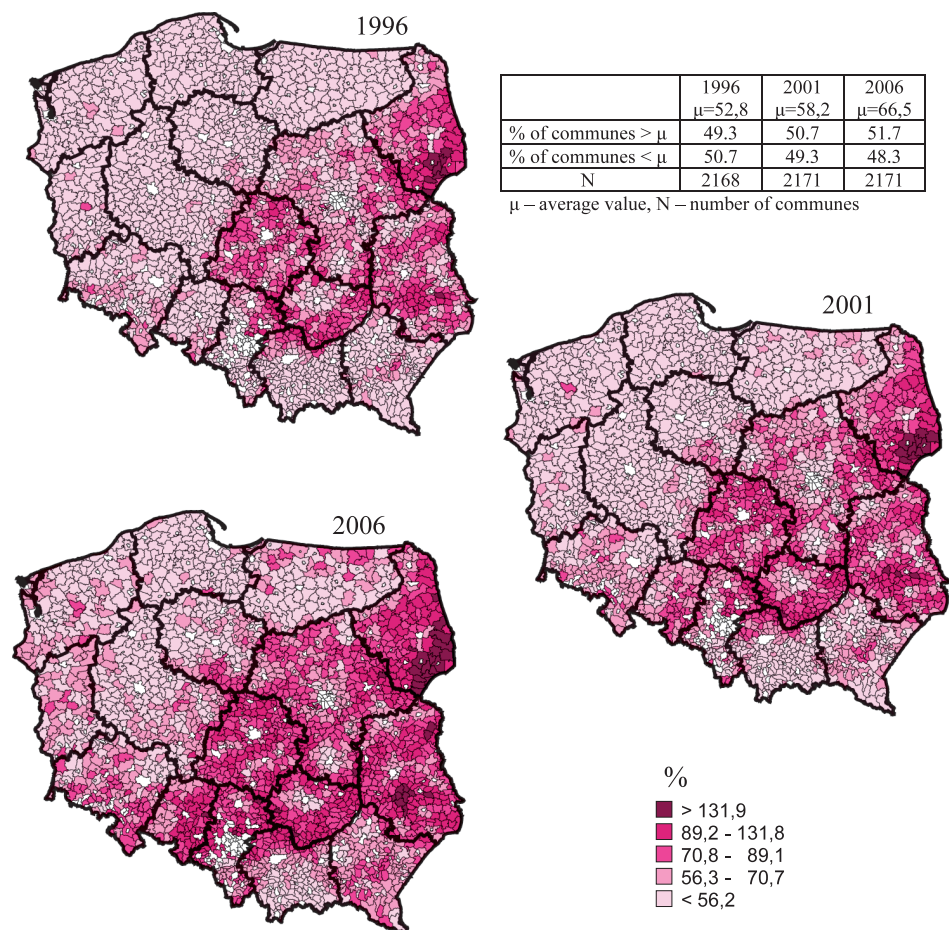 1996
1996 2001 2006
μ=52,8 μ=58,2 μ=66,5
% of communes > μ 49.3 50.7 51.7
% of communes < μ 50.7 49.3 48.3
N 2168 2171 2171
μ – average value, N – number of communes
2001
2006
%
> 131,9
89,2 - 131,8
70,8 - 89,1
56,3 - 70,7
< 56,2